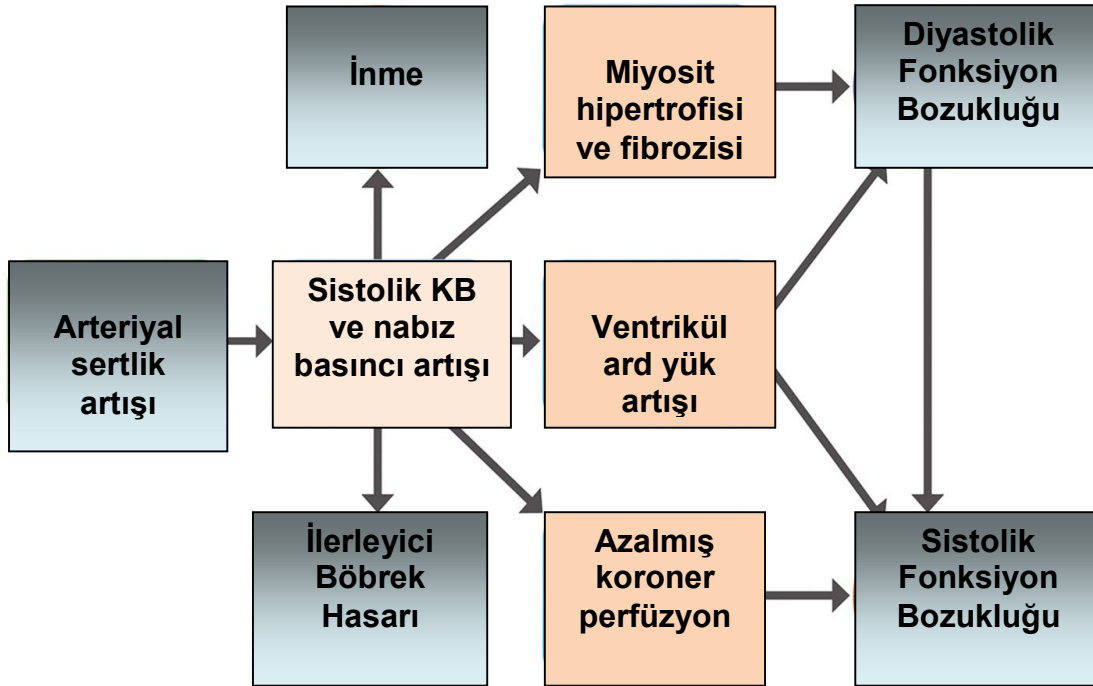 İnme
Miyosit
hipertrofisi
ve fibrozisi
Diyastolik
Fonksiyon
Bozukluğu
Arteriyal
sertlik
artışı
Sistolik KB
ve nabız
basıncı artışı
Ventrikül
ard yük
artişı
İlerleyici
Böbrek
Hasarı
Azalmış
koroner
perfüzyon
Sistolik
Fonksiyon
Bozukluğu